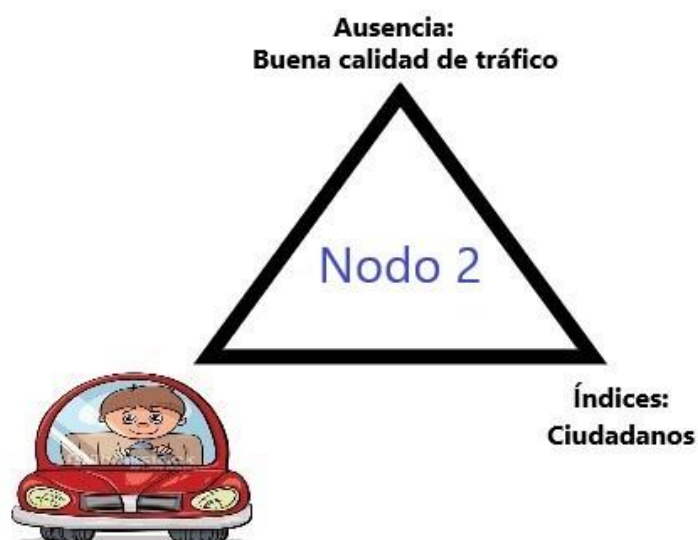 Ausencia:
Buena calidad de tráfico
Nodo 2
Índices:
Ciudadanos